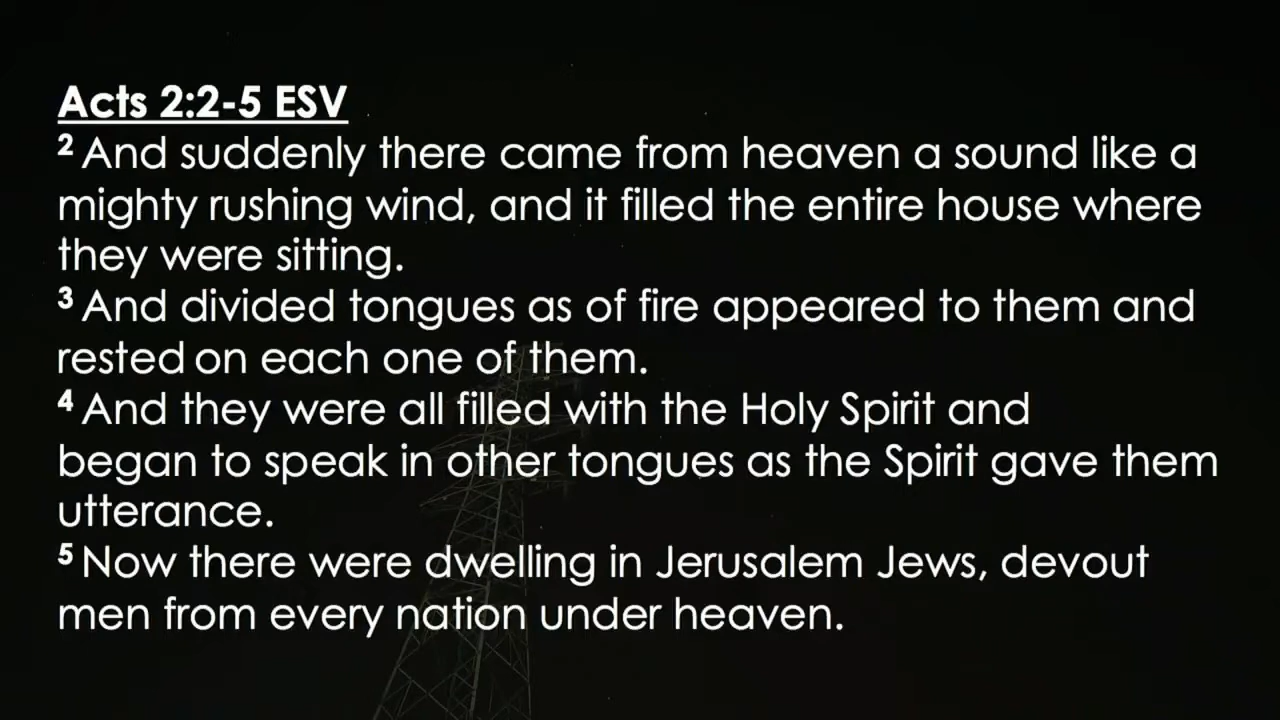 Acts 2:2-5 ESV
2 And suddenly there came from heaven a sound like a
mighty rushing wind, and it filled the entire house where
they were sitting.
3 And divided tongues as of fire appeared to them and
rested on each one of them.
4 And they were all filled with the Holy Spirit and
began to speak in other tongues as the Spirit gave them
utterance.
5 Now there were dwelling in Jerusalem Jews, devout
men from every nation under heaven.